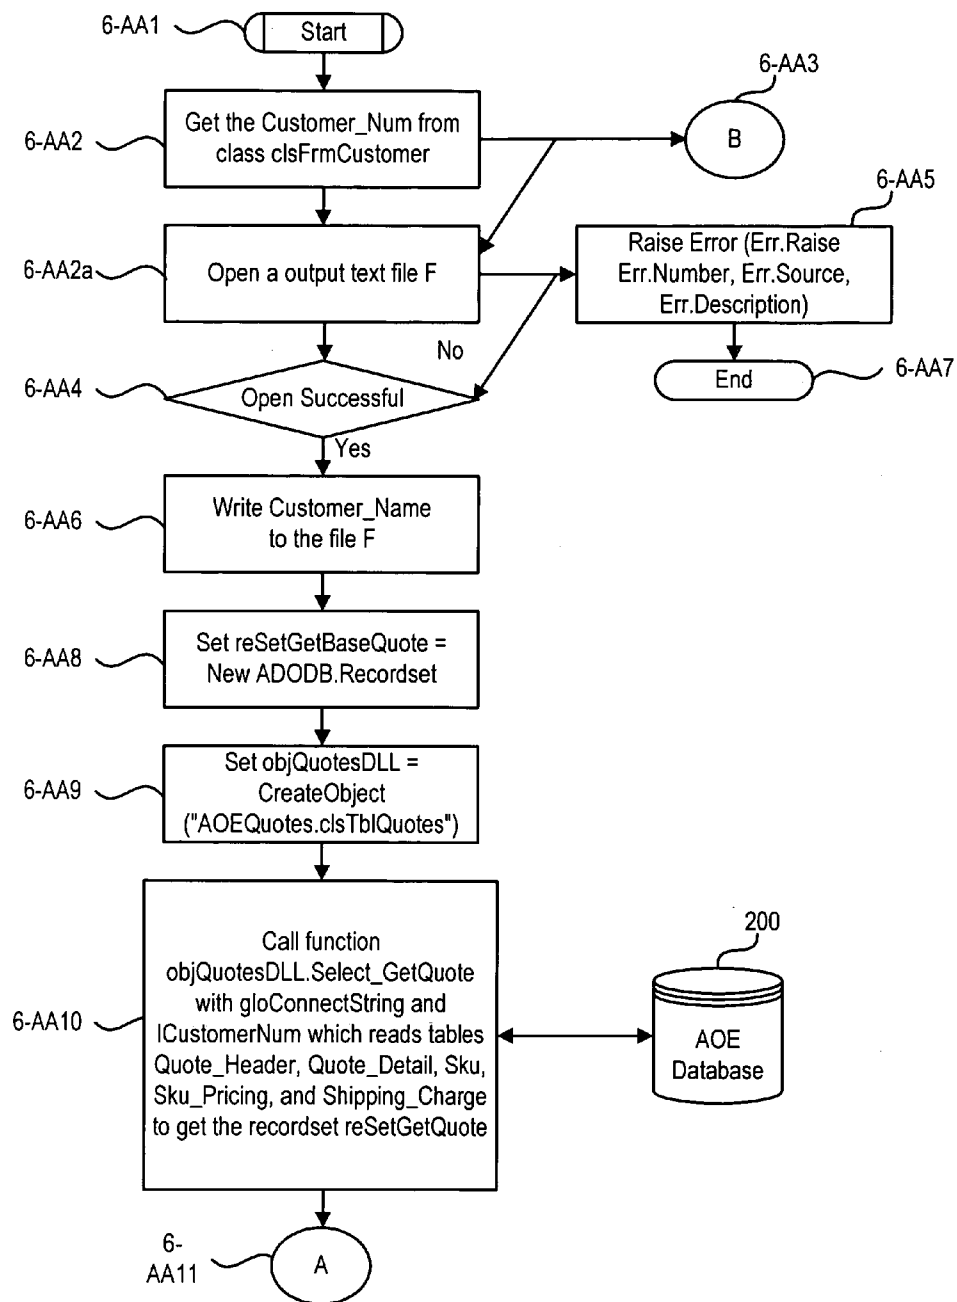 6-AA1
Start
6-AA3
Get the Customer_Num from
class clsFrmCustomer
6-AA2
B
6-AA5
Open a output text file F
6-AA2a
Raise Error (Err.Raise
Err.Number, Err.Source,
Err.Description)
No
6-AA4
Open Successful
End
6-AA7
Yes
6-AA6
Write Customer_Name
to the file F
6-AA8
Set reSetGetBaseQuote =
New ADODB.Recordset
6-AA9
Set objQuotesDLL =
CreateObject
("AOEQuotes.clsTblQuotes")
6-AA10
Call function
objQuotesDLL.Select_GetQuote
with gloConnectString and
lCustomerNum which reads tables
Quote_Header, Quote_Detail, Sku,
Sku_Pricing, and Shipping_Charge
to get the recordset reSetGetQuote
200
AOE
Database
6-
AA11
A